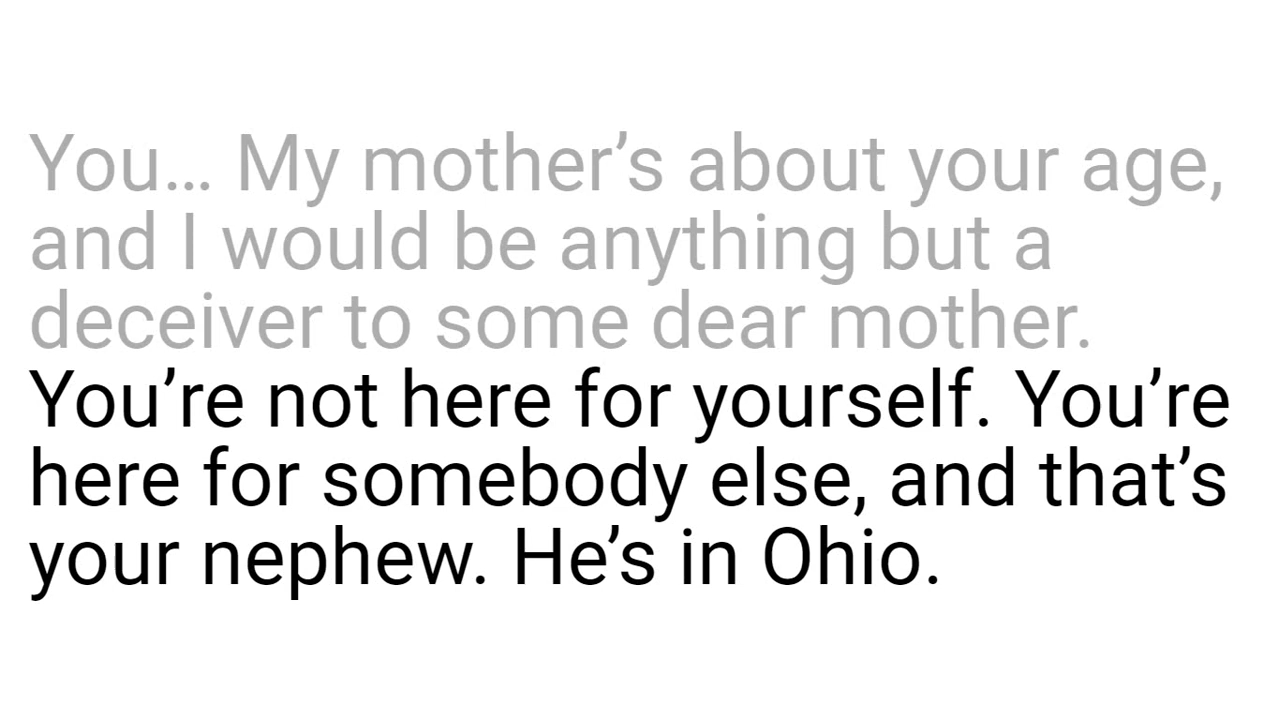 You… My mother’s about your age,
and I would be anything but a
deceiver to some dear mother.
You’re not here for yourself. You’re
here for somebody else, and that’s
your nephew. He’s in Ohio.